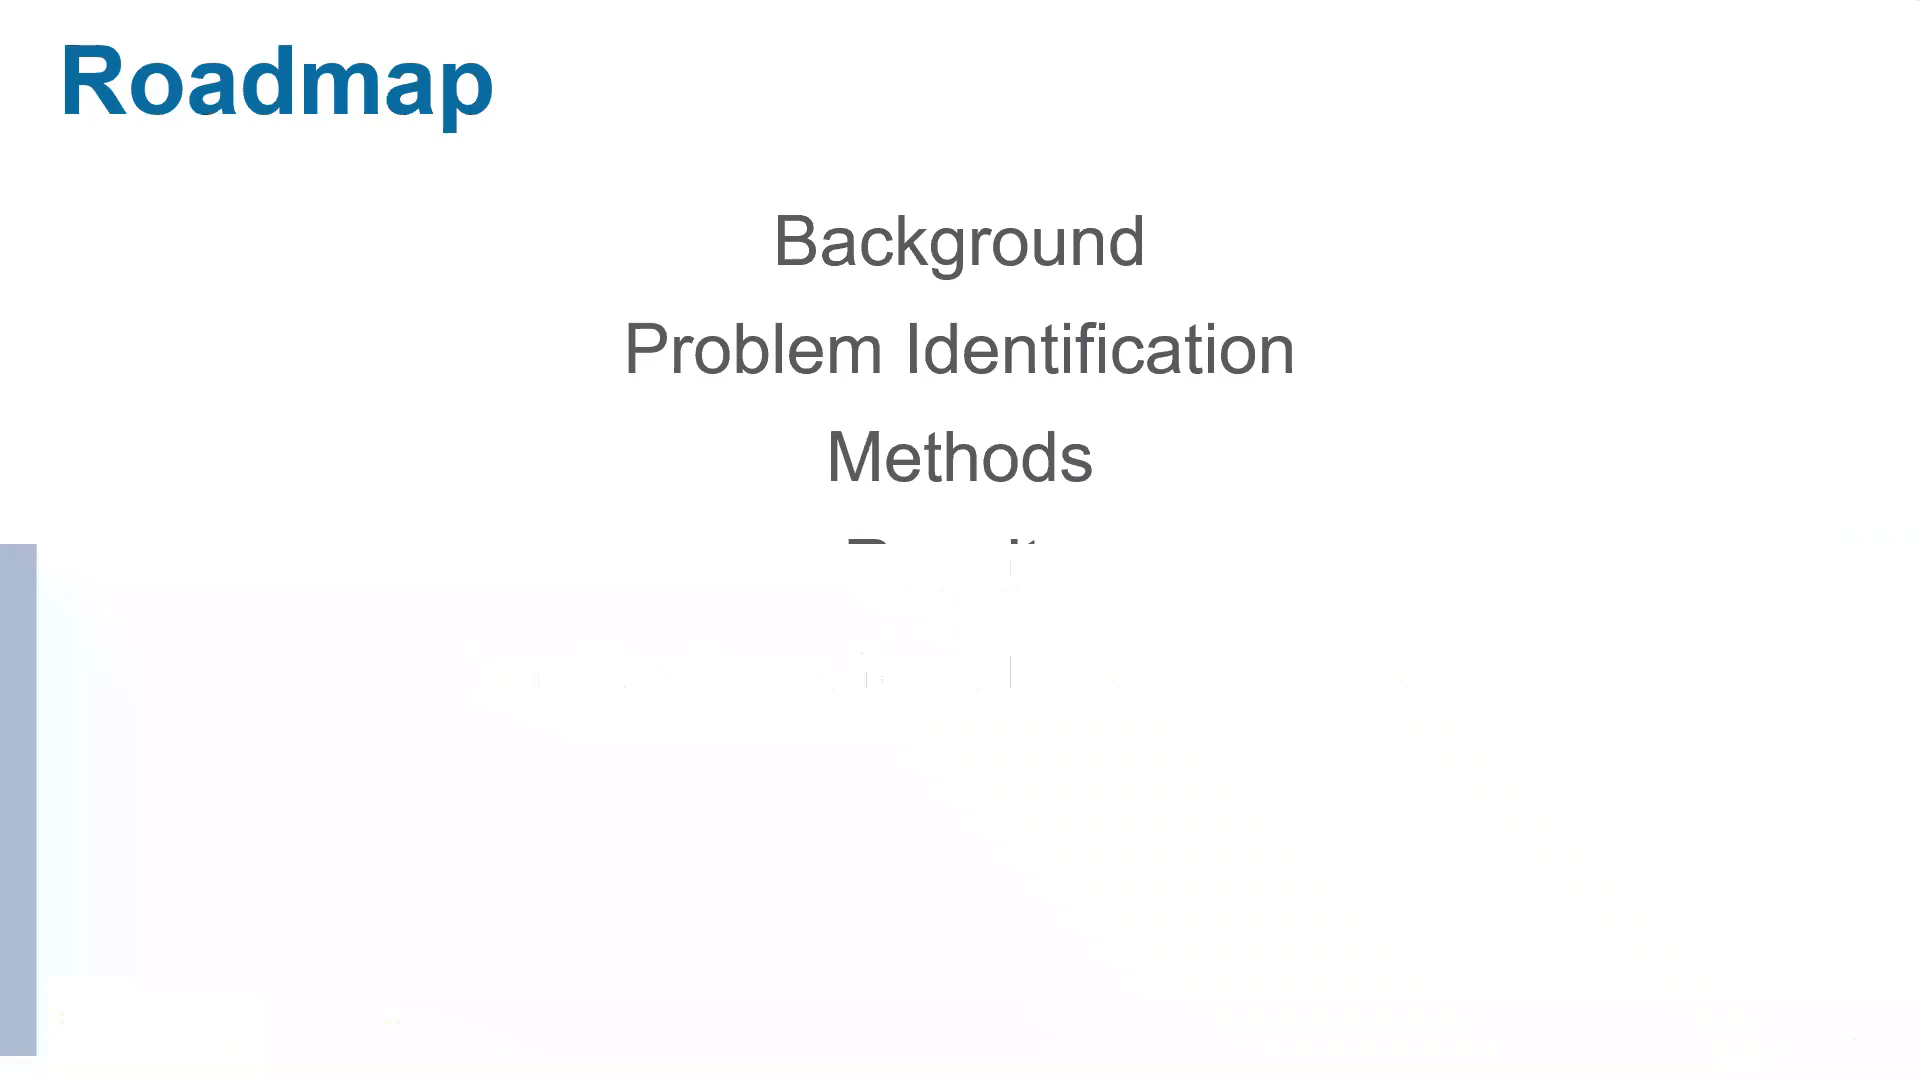 Roadmap
Background
Problem Identification
Methods